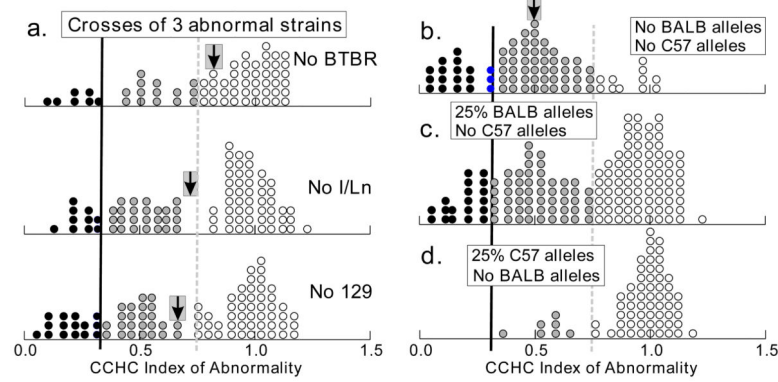 a. Crosses of 3 abnormal strains
No BTBR
No I/Ln
No 129
0.0 0.5 1.0 1.5
CCHC Index of Abnormality
b. No BALB alleles
No C57 alleles
25% BALB alleles
No C57 alleles
c.
d. 25% C57 alleles
No BALB alleles
0.0 0.5 1.0 1.5
CCHC Index of Abnormality